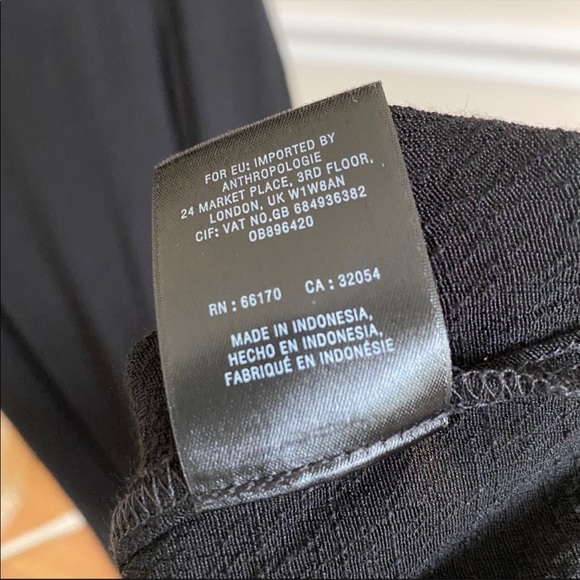 FOR EU: IMPORTED BY
ANTHROPOLOGIE
24 MARKET PLACE, 3RD FLOOR,
LONDON, UK W1W8AN
CIF: VAT NO.GB 684936382
OB896420
RN : 66170 CA : 32054
MADE IN INDONESIA,
HECHO EN INDONESIA,
FABRIQUÉ EN INDONÉSIE